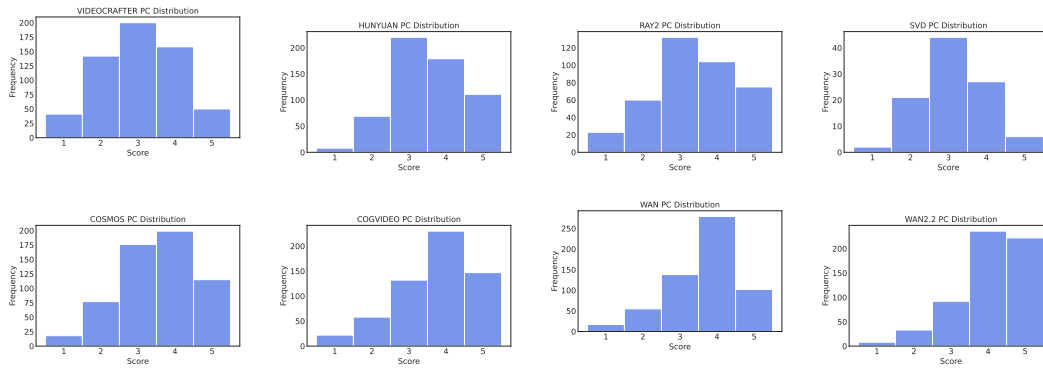 VIDEOCRAFTER PC Distribution
Frequency
200
175
150
125
100
75
50
25
0
1 2 3 4 5
Score
HUNYUAN PC Distribution
Frequency
200
150
100
50
0
1 2 3 4 5
Score
RAY2 PC Distribution
Frequency
120
100
80
60
40
20
0
1 2 3 4 5
Score
SVD PC Distribution
Frequency
40
30
20
10
0
1 2 3 4 5
Score
COSMOS PC Distribution
Frequency
200
175
150
125
100
75
50
25
0
1 2 3 4 5
Score
COGVIDEO PC Distribution
Frequency
200
150
100
50
0
1 2 3 4 5
Score
WAN PC Distribution
Frequency
250
200
150
100
50
0
1 2 3 4 5
Score
WAN2.2 PC Distribution
Frequency
200
150
100
50
0
1 2 3 4 5
Score